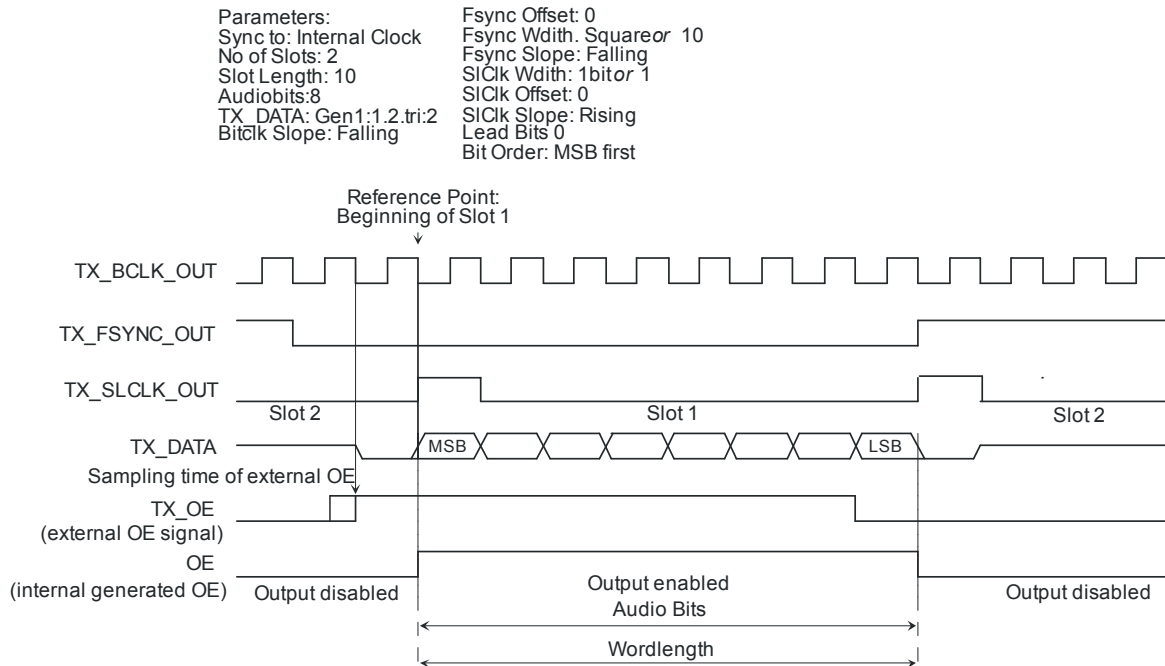 Parameters:
Sync to: Internal Clock
No of Slots: 2
Slot Length: 10
Audiobits:8
TX_DATA: Gen1:1.2.tri:2
Bitclk Slope: Falling
Fsync Offset: 0
Fsync Wdith. Squareor 10
Fsync Slope: Falling
SlClk Wdith: 1bitor 1
SlClk Offset: 0
SlClk Slope: Rising
Lead Bits 0
Bit Order: MSB first
Reference Point:
Beginning of Slot 1
TX_BCLK_OUT
TX_FSYNC_OUT
TX_SLCLK_OUT
Slot 2
Slot 1
Slot 2
TX_DATA
MSB
LSB
Sampling time of external OE
TX_OE
(external OE signal)
OE
(internal generated OE)
Output disabled
Output enabled
Output disabled
Audio Bits
Wordlength